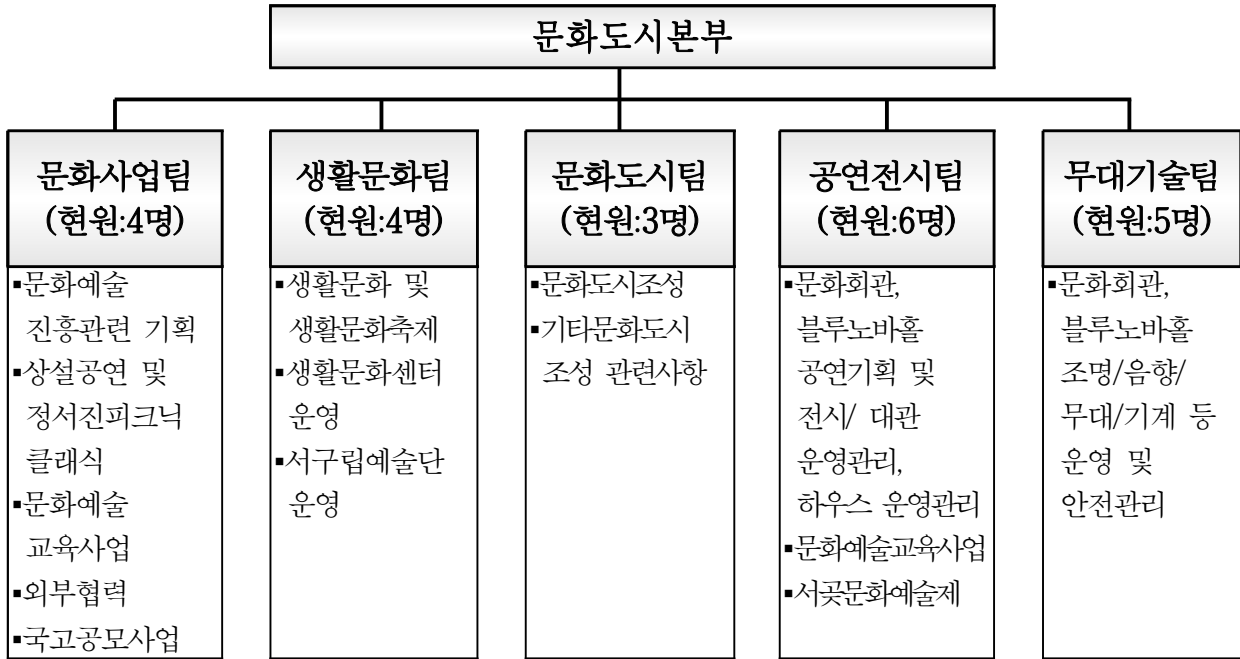 문화도시본부
문화사업팀
(현원:4명)
▪문화예술
진흥관련 기획
▪상설공연 및
정서진피크닉
클래식
▪문화예술
교육사업
▪외부협력
▪국고공모사업
생활문화팀
(현원:4명)
▪생활문화 및
생활문화축제
▪생활문화센터
운영
▪서구립예술단
운영
문화도시팀
(현원:3명)
▪문화도시조성
▪기타문화도시
조성 관련사항
공연전시팀
(현원:6명)
▪문화회관,
블루노바홀
공연기획 및
전시/ 대관
운영관리,
하우스 운영관리
▪문화예술교육사업
▪서곶문화예술제
무대기술팀
(현원:5명)
▪문화회관,
블루노바홀
조명/음향/
무대/기계 등
운영 및
안전관리